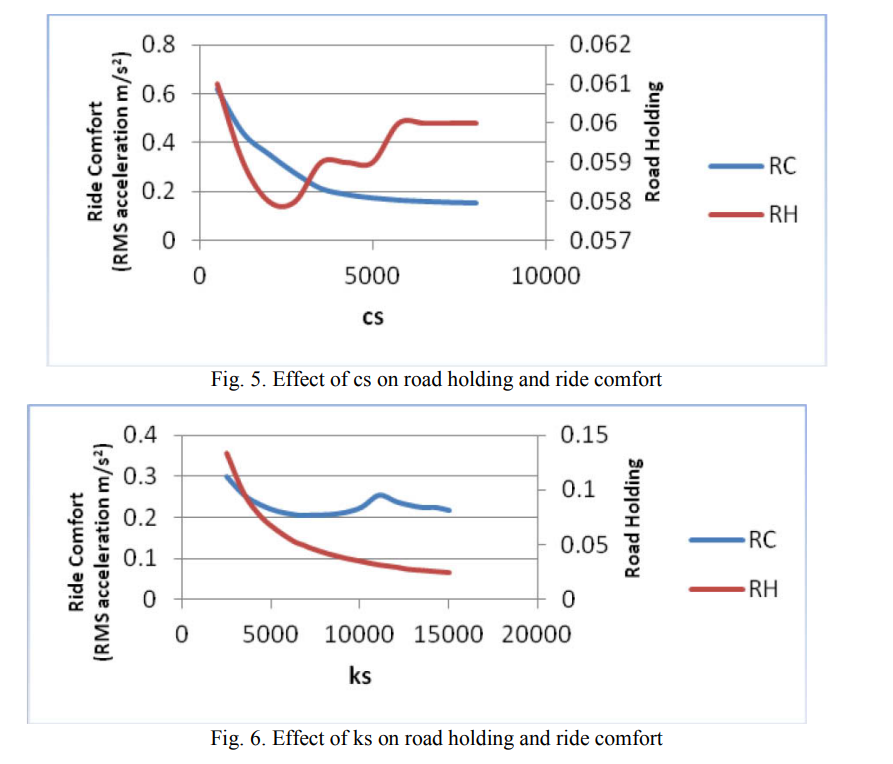 0.8
0.6
0.4
0.2
0
Ride Comfort
(RMS acceleration m/s²)
0.062
0.061
0.06
0.059
0.058
0.057
Road Holding
0
5000
10000
cs
RC
RH
Fig. 5. Effect of cs on road holding and ride comfort
0.4
0.3
0.2
0.1
0
Ride Comfort
(RMS acceleration m/s²)
0.15
0.1
0.05
0
Road Holding
0
5000
10000
15000
20000
ks
RC
RH
Fig. 6. Effect of ks on road holding and ride comfort